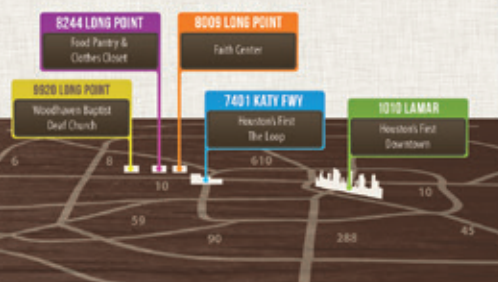 8244 LONG POINT
Food Pantry &
Clothes Closet
8009 LONG POINT
Faith Center
9920 LONG POINT
Woodhaven Baptist
Deaf Church
7401 KATY FWY
Houston's First
The Loop
1010 LAMAR
Houston's First
Downtown
6
8
610
10
10
59
90
288
45